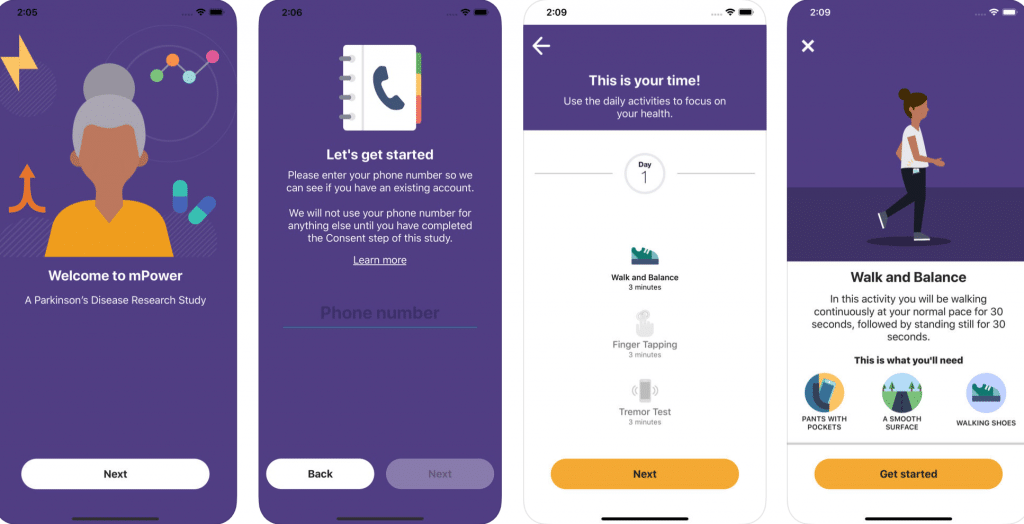 2:05
Welcome to mPower
A Parkinson's Disease Research Study
Next
2:06
Let's get started
Please enter your phone number so we
can see if you have an existing account.
We will not use your phone number for
anything else until you have completed
the Consent step of this study.
Learn more
Phone number
Back
Next
2:09
This is your time!
Use the daily activities to focus on
your health.
Day
1
Walk and Balance
3 minutes
Finger Tapping
3 minutes
Tremor Test
3 minutes
Next
2:09
Walk and Balance
In this activity you will be walking
continuously at your normal pace for 30
seconds, followed by standing still for 30
seconds.
This is what you'll need
PANTS WITH
POCKETS
A SMOOTH
SURFACE
WALKING SHOES
Get started